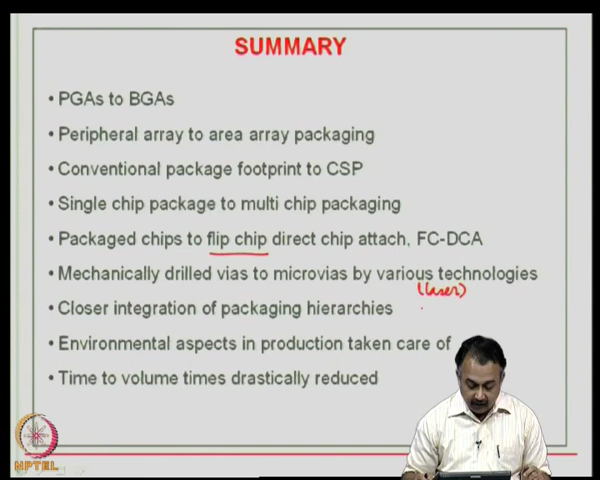 SUMMARY
• PGAs to BGAs
• Peripheral array to area array packaging
• Conventional package footprint to CSP
• Single chip package to multi chip packaging
• Packaged chips to flip chip direct chip attach, FC-DCA
• Mechanically drilled vias to microvias by various technologies
(laser)
• Closer integration of packaging hierarchies
• Environmental aspects in production taken care of
• Time to volume times drastically reduced
NPTEL